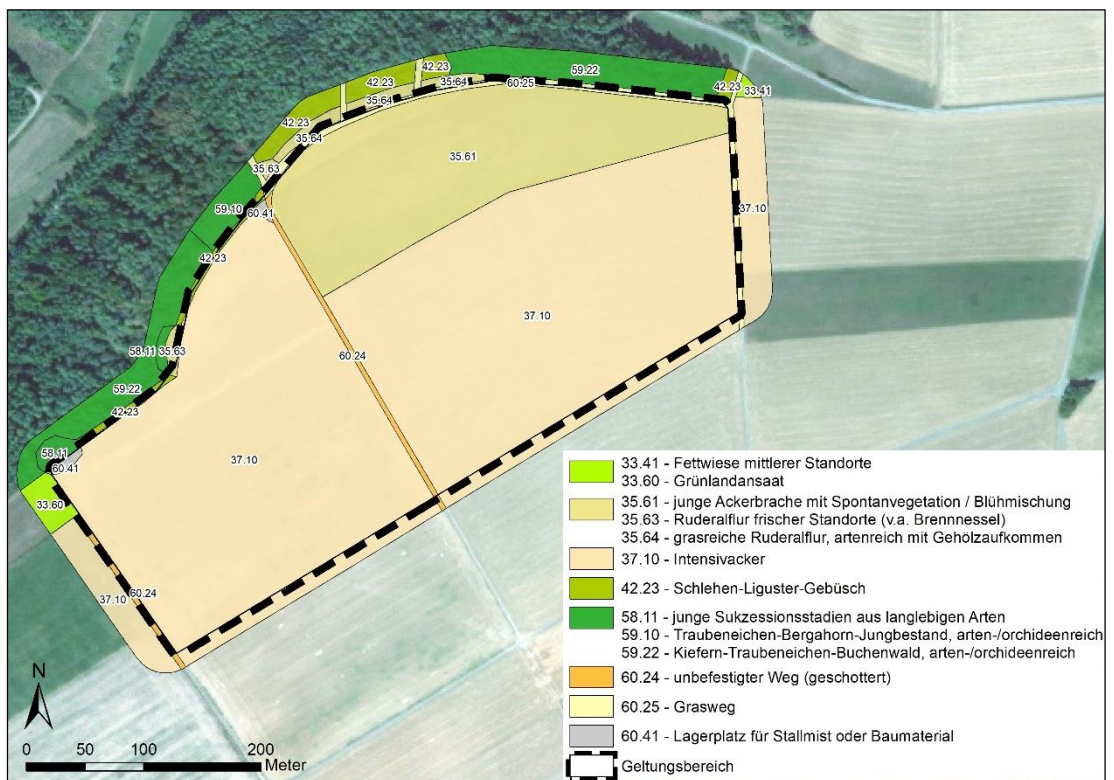 42.23
59.22
42.23
35.64
60.25
42.23
33.41
35.64
42.23
35.64
35.63
35.61
59.10
60.41
37.10
42.23
37.10
58.11
35.63
60.24
59.22
42.23
58.11
60.41
37.10
33.60
37.10
60.24
33.41 - Fettwiese mittlerer Standorte
33.60 - Grünlandansaat
35.61 - junge Ackerbrache mit Spontanvegetation / Blühmischung
35.63 - Ruderalflur frischer Standorte (v.a. Brennnessel)
35.64 - grasreiche Ruderalflur, artenreich mit Gehölzaufkommen
37.10 - Intensivacker
42.23 - Schlehen-Liguster-Gebüsch
58.11 - junge Sukzessionsstadien aus langlebigen Arten
59.10 - Traubeneichen-Bergahorn-Jungbestand, arten-/orchideenreich
59.22 - Kiefern-Traubeneichen-Buchenwald, arten-/orchideenreich
60.24 - unbefestigter Weg (geschottert)
60.25 - Grasweg
60.41 - Lagerplatz für Stallmist oder Baumaterial
Geltungsbereich
N
0 50 100 200
Meter